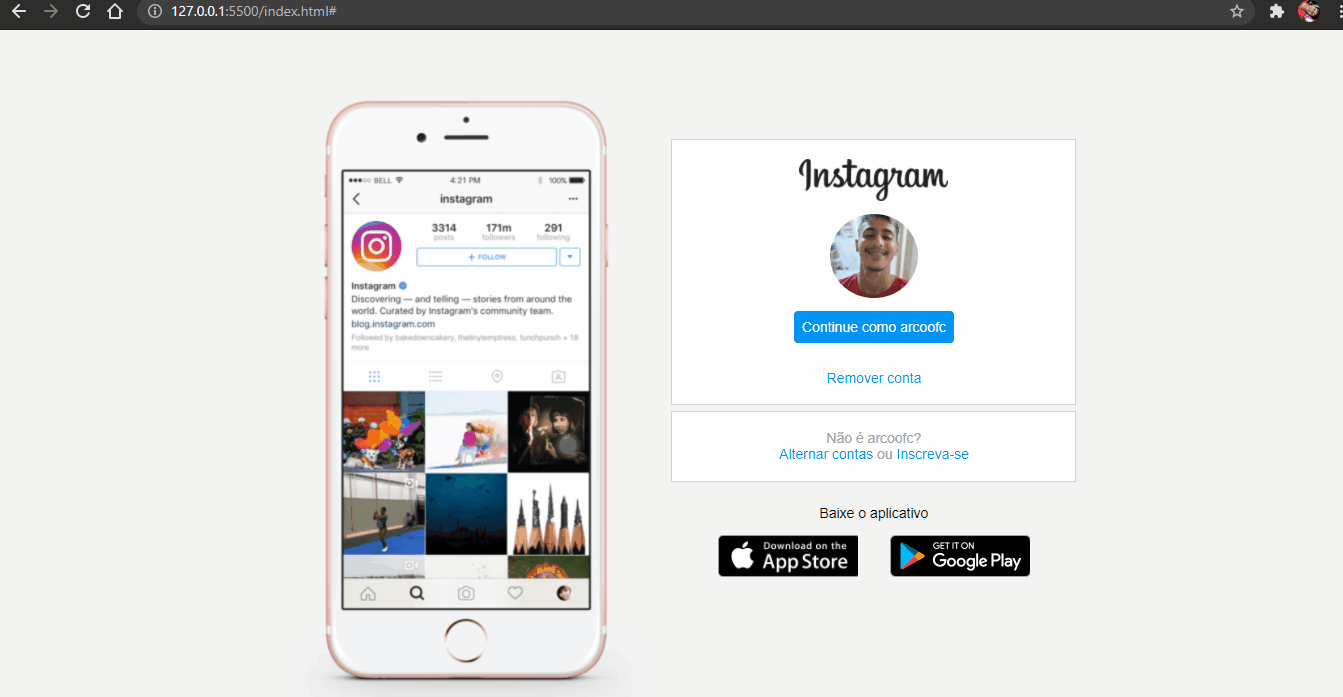 127.0.0.1:5500/index.html#
BELL
4:21 PM
100%
instagram
3314
171m
291
posts
followers
following
+ FOLLOW
Instagram
Discovering — and telling — stories from around the
world. Curated by Instagram's community team.
blog.instagram.com
Followed by bakedowncakery, thetinytemptress, lunchpunch + 18
more
Instagram
Continue como arcoofc
Remover conta
Não é arcoofc?
Alternar contas ou Inscreva-se
Baixe o aplicativo
Download on the
App Store
GET IT ON
Google Play